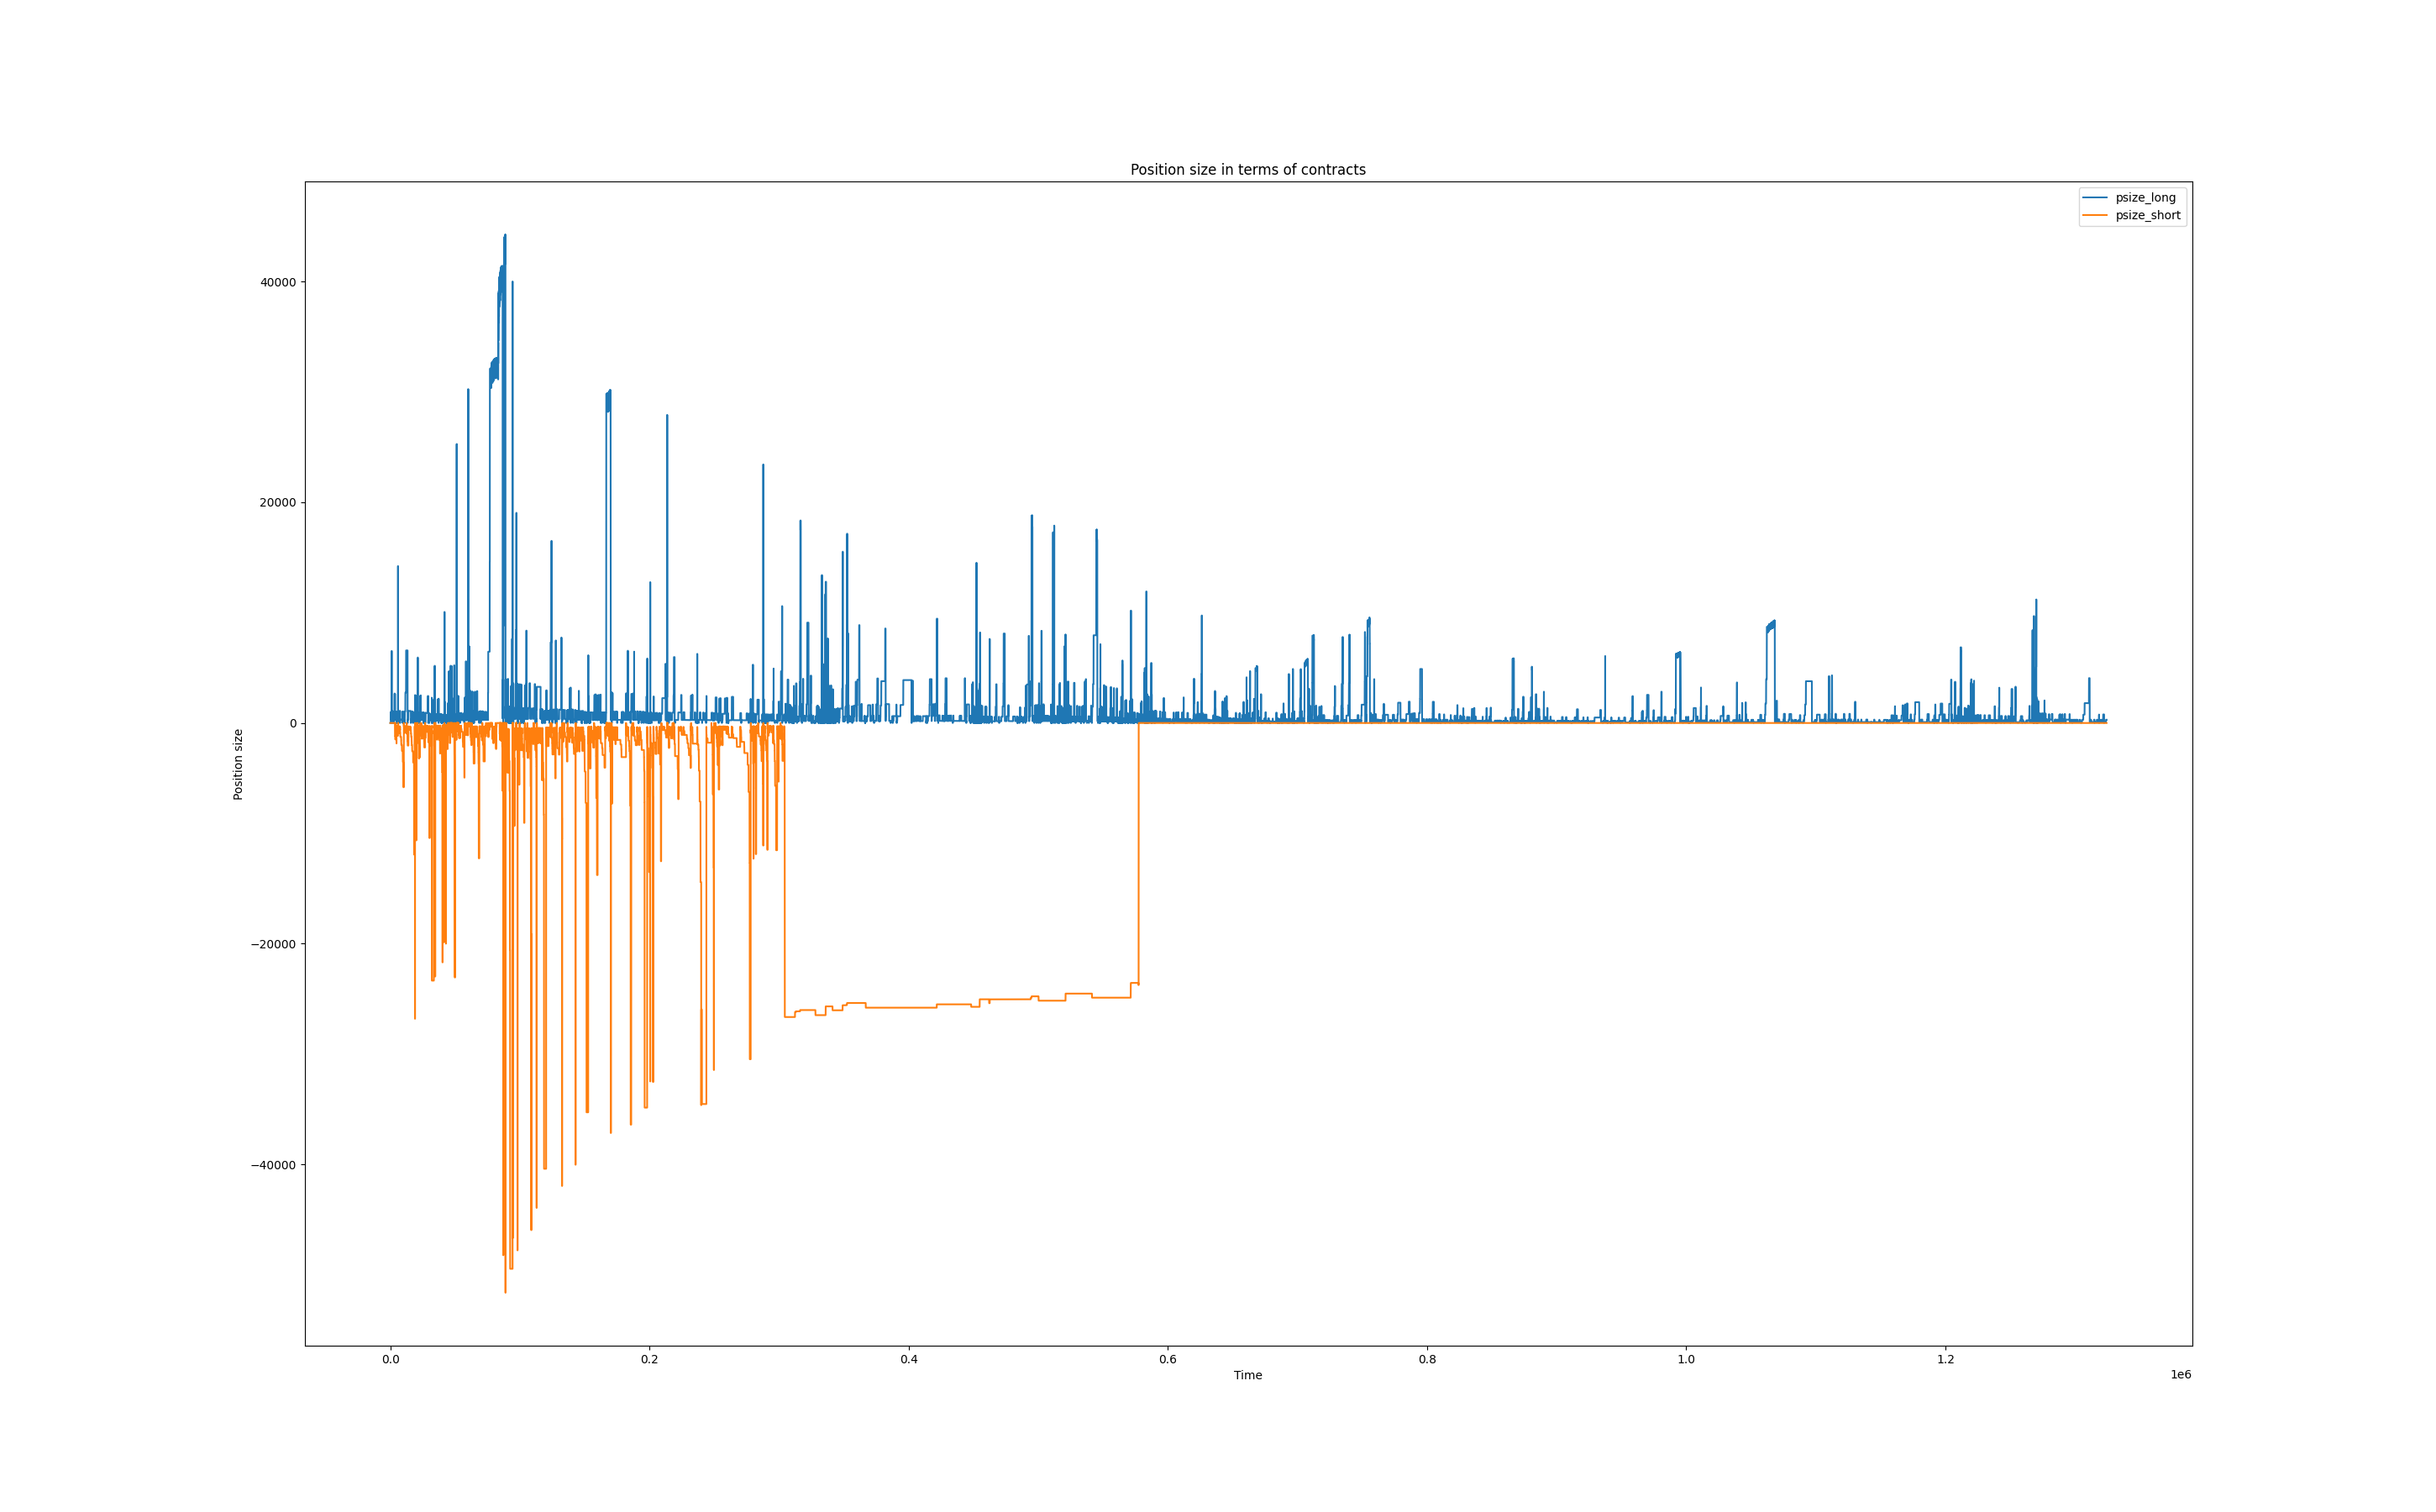 Position size in terms of contracts
psize_long
psize_short
40000
20000
0
−20000
−40000
Position size
0.0
0.2
0.4
0.6
0.8
1.0
1.2
Time
1e6